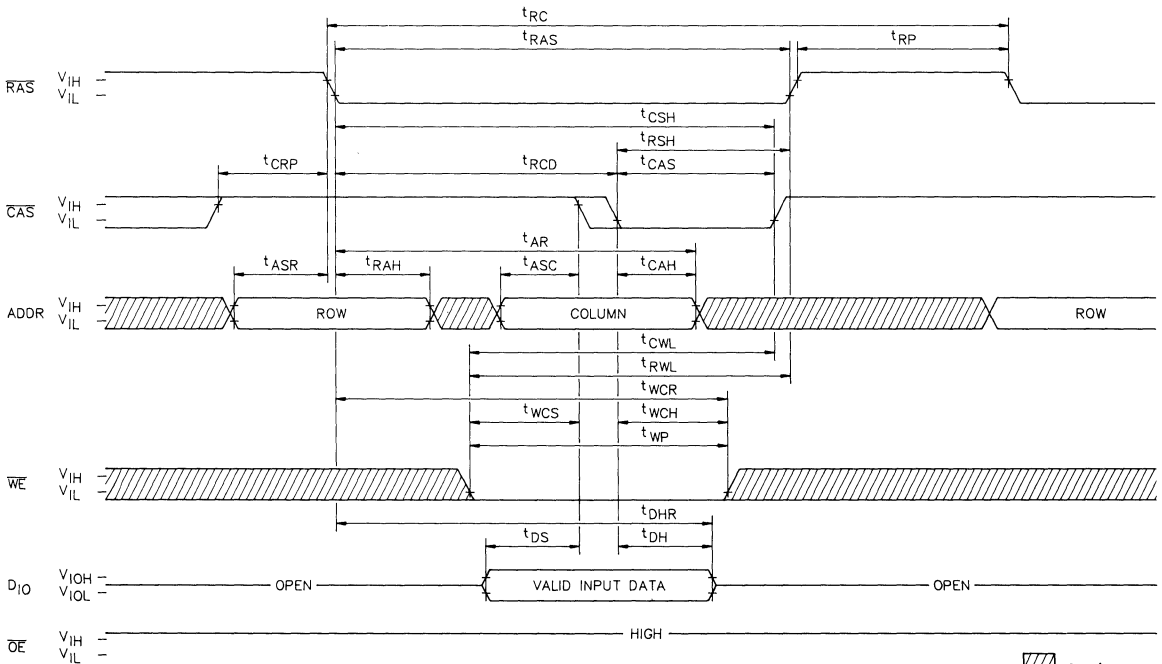 tRC
tRAS
tRP
RAS VIH
VIL
tCSH
tRSH
tCRP
tRCD
tCAS
CAS VIH
VIL
tAR
tASR
tRAH
tASC
tCAH
ADDR VIH
VIL
ROW
COLUMN
ROW
tCWL
tRWL
tWCR
tWCS
tWCH
tWP
WE VIH
VIL
tDHR
tDS
tDH
DIO VIOH
VIOL
OPEN
VALID INPUT DATA
OPEN
HIGH
OE VIH
VIL